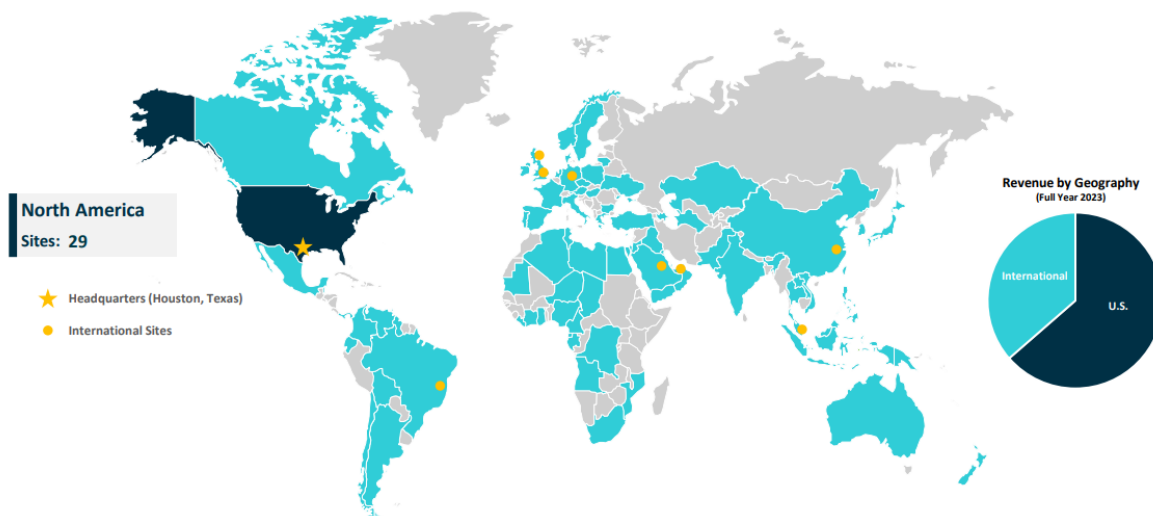 North America
Sites: 29
Headquarters (Houston, Texas)
International Sites
Revenue by Geography
(Full Year 2023)
International
U.S.